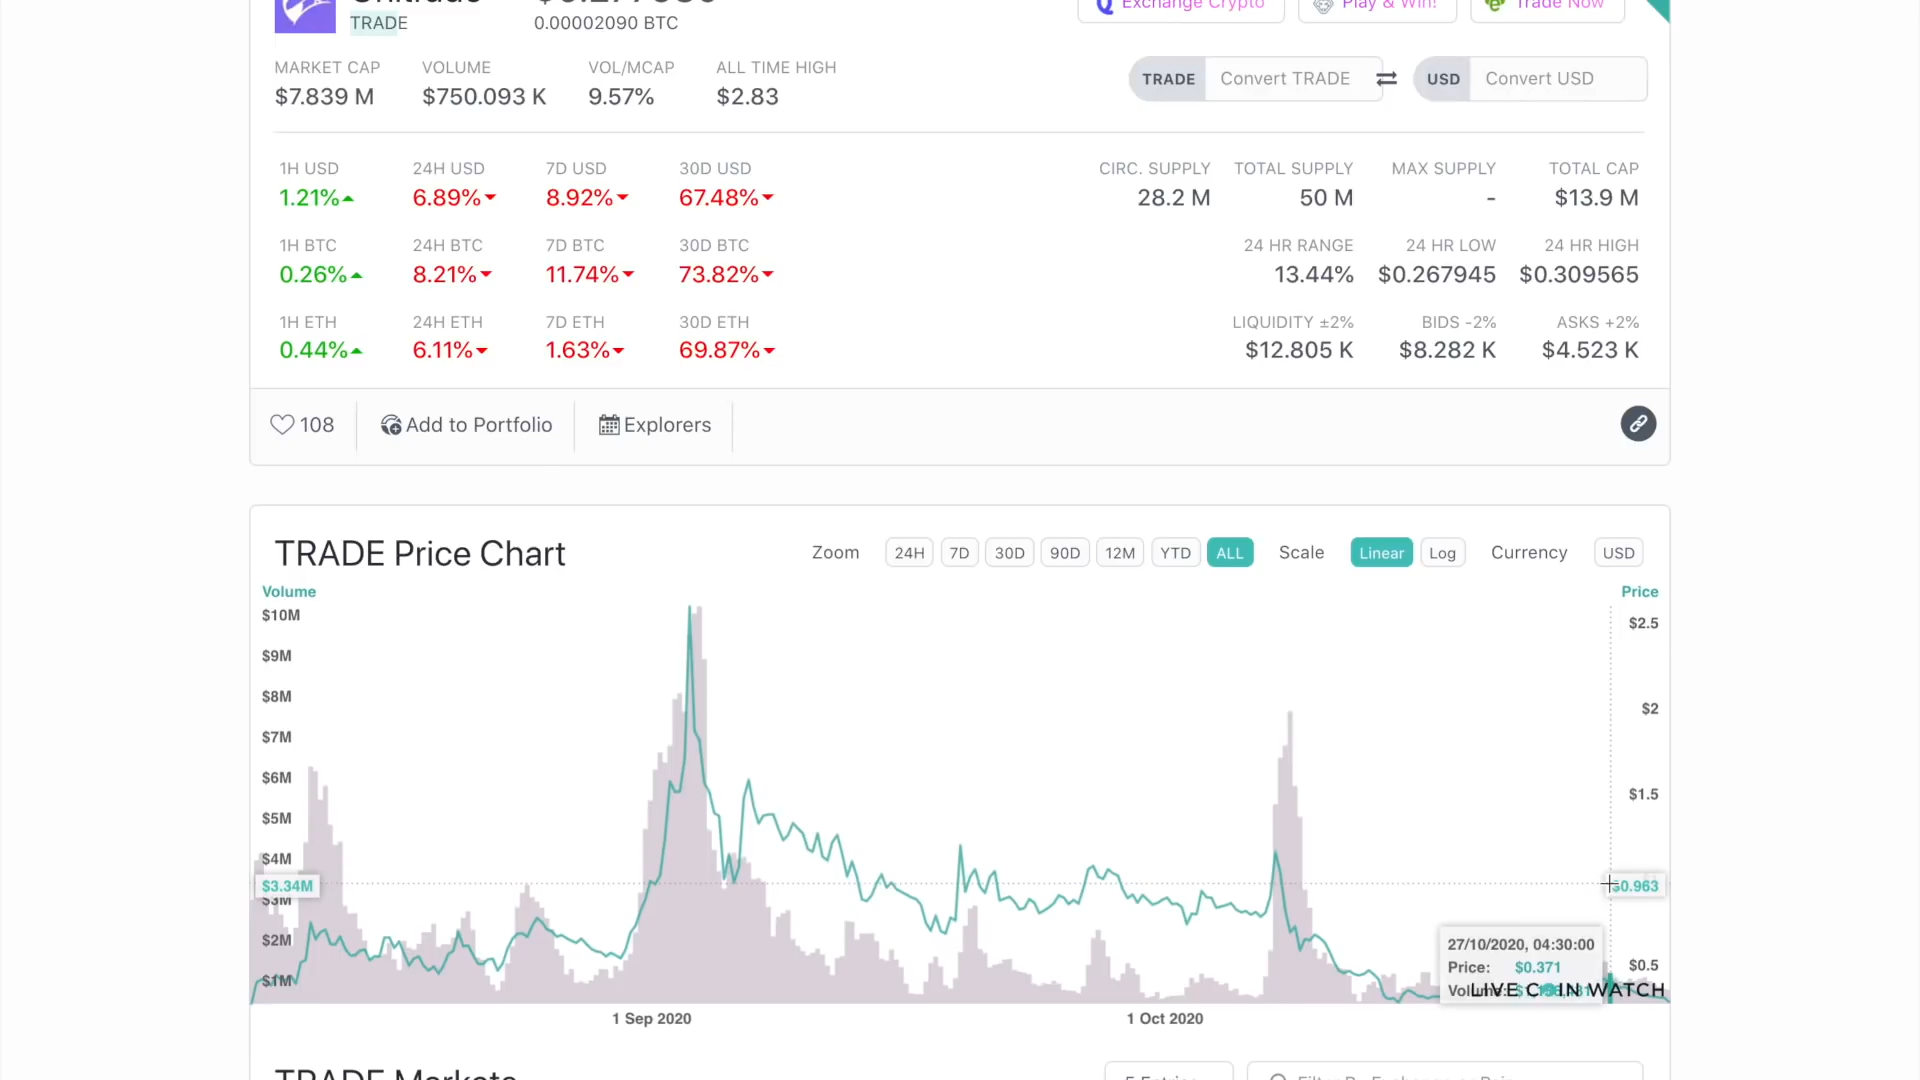 Exchange Crypto Play & Win! Trade Now
TRADE 0.00002090 BTC
MARKET CAP VOLUME VOL/MCAP ALL TIME HIGH
$7.839 M $750.093 K 9.57% $2.83
TRADE Convert TRADE USD Convert USD
1H USD 24H USD 7D USD 30D USD CIRC. SUPPLY TOTAL SUPPLY MAX SUPPLY TOTAL CAP
1.21% 6.89% 8.92% 67.48% 28.2 M 50 M - $13.9 M
1H BTC 24H BTC 7D BTC 30D BTC 24 HR RANGE 24 HR LOW 24 HR HIGH
0.26% 8.21% 11.74% 73.82% 13.44% $0.267945 $0.309565
1H ETH 24H ETH 7D ETH 30D ETH LIQUIDITY ±2% BIDS -2% ASKS +2%
0.44% 6.11% 1.63% 69.87% $12.805 K $8.282 K $4.523 K
108 Add to Portfolio Explorers
TRADE Price Chart Zoom 24H 7D 30D 90D 12M YTD ALL Scale Linear Log Currency USD
Volume Price
$10M $2.5
$9M
$8M $2
$7M
$6M
$5M $1.5
$4M
$3.34M $0.963
$3M
$2M
27/10/2020, 04:30:00
Price: $0.371 $0.5
$1M
Volume:
LIVE COIN WATCH
1 Sep 2020 1 Oct 2020
TRADE Markets